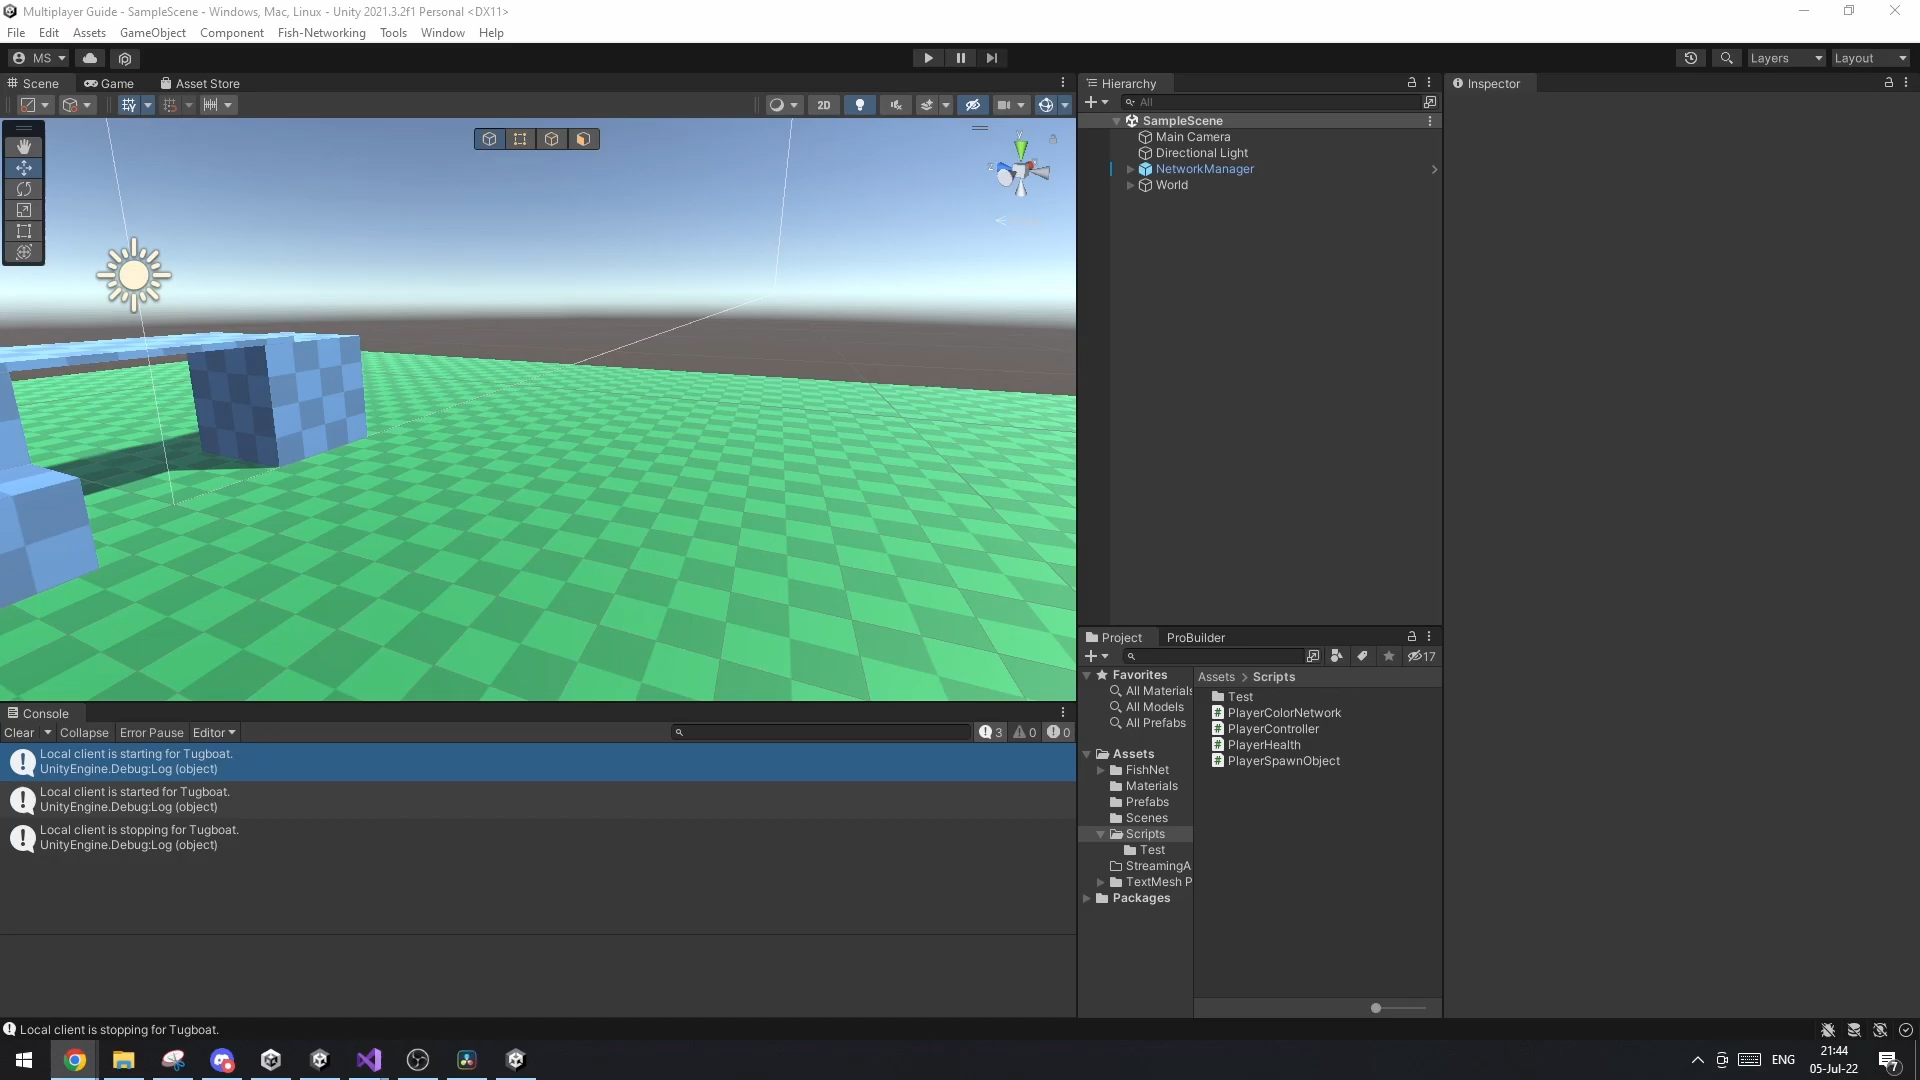 Multiplayer Guide - SampleScene - Windows, Mac, Linux - Unity 2021.3.2f1 Personal <DX11>
File Edit Assets GameObject Component Fish-Networking Tools Window Help
MS
Layers
Layout
Scene
Game
Asset Store
2D
y
Hierarchy
All
SampleScene
Main Camera
Directional Light
NetworkManager
World
Inspector
Project
ProBuilder
17
Favorites
All Materials
All Models
All Prefabs
Assets
FishNet
Materials
Prefabs
Scenes
Scripts
Test
StreamingA
TextMesh P
Packages
Assets > Scripts
Test
PlayerColorNetwork
PlayerController
PlayerHealth
PlayerSpawnObject
Console
Clear Collapse Error Pause Editor
3 0 0
Local client is starting for Tugboat.
UnityEngine.Debug:Log (object)
Local client is started for Tugboat.
UnityEngine.Debug:Log (object)
Local client is stopping for Tugboat.
UnityEngine.Debug:Log (object)
Local client is stopping for Tugboat.
ENG
21:44
05-Jul-22
7